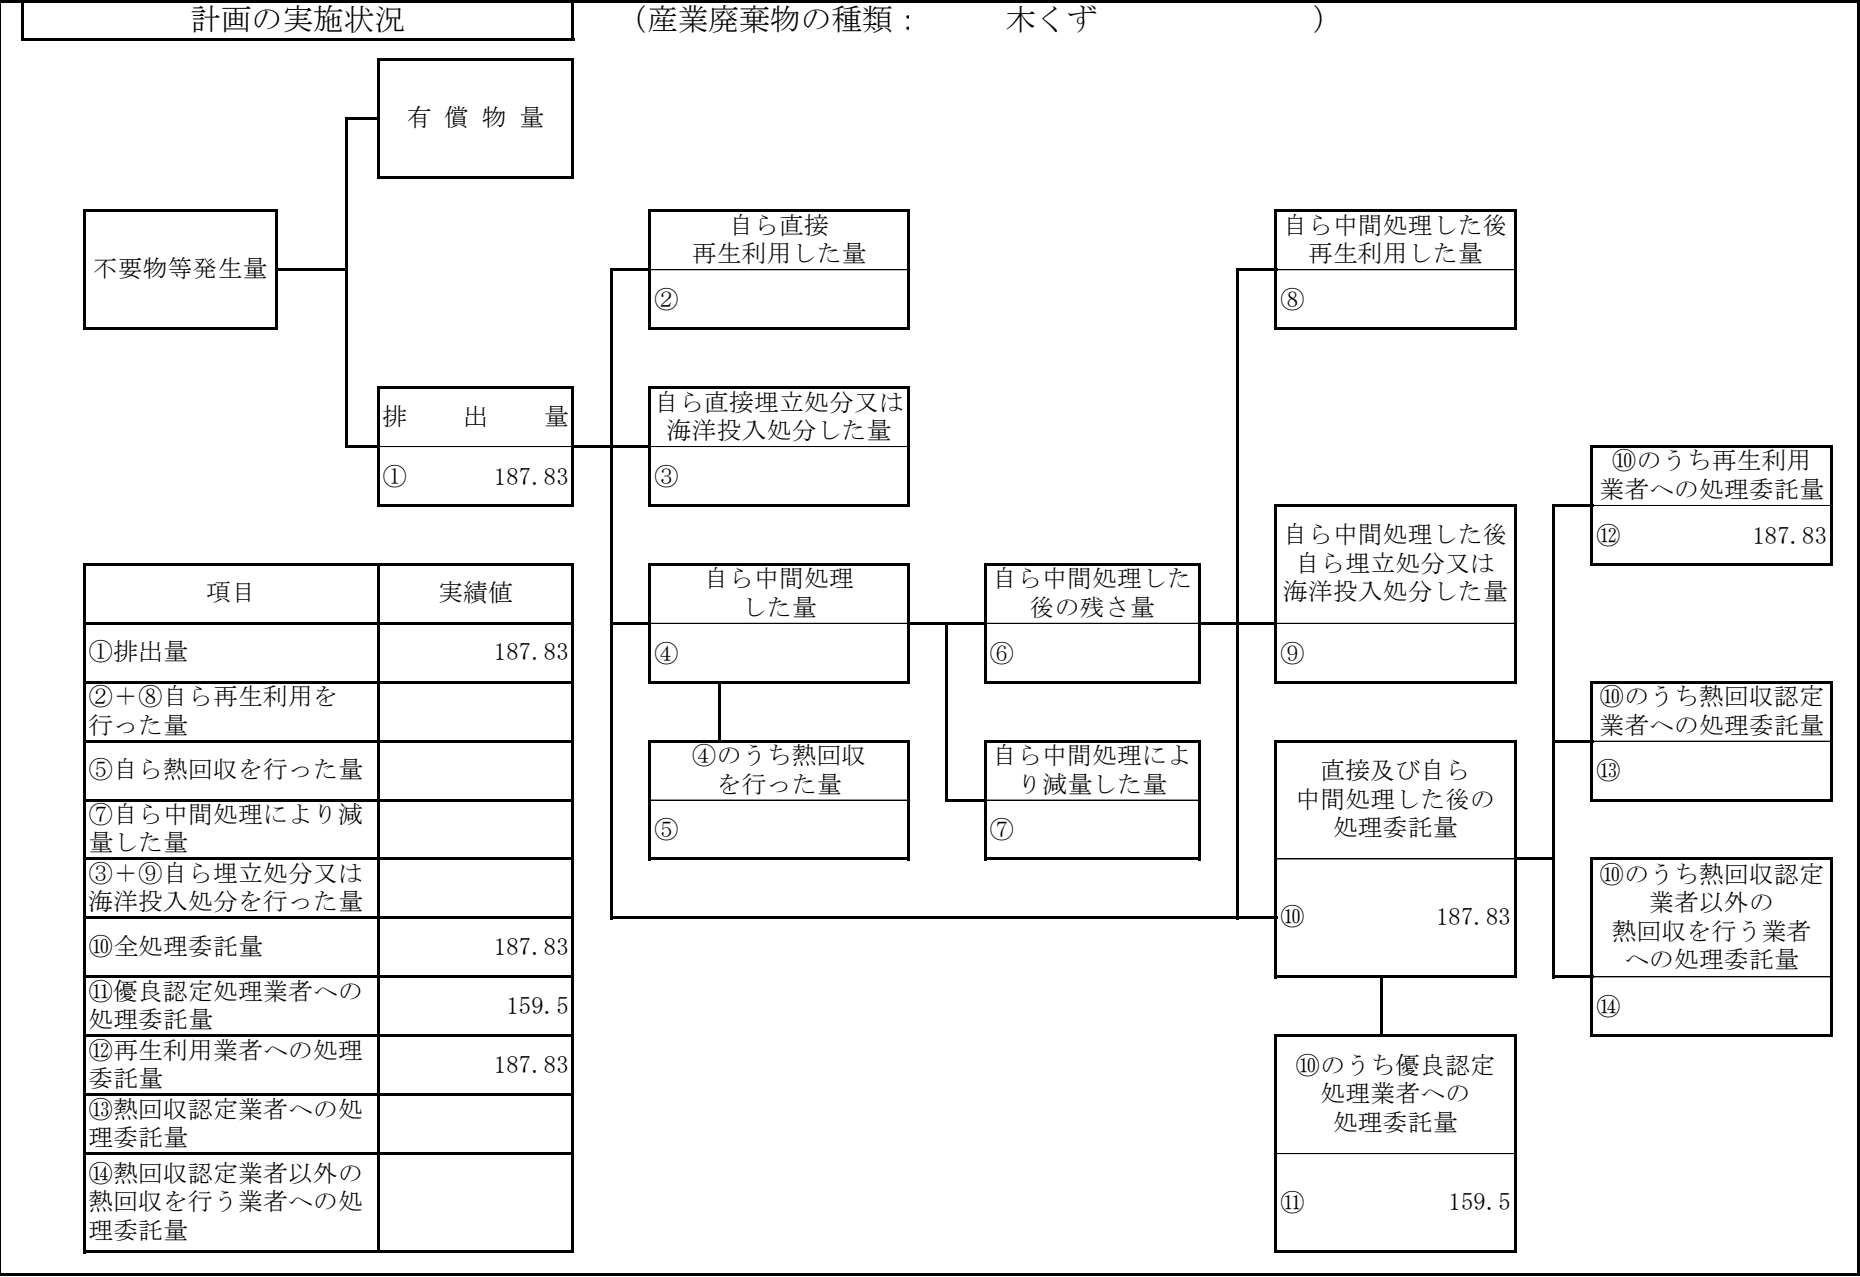 計画の実施状況
（産業廃棄物の種類： 木くず ）
有償物量
不要物等発生量
自ら直接
再生利用した量
②
自ら中間処理した後
再生利用した量
⑧
排出量
① 187.83
自ら直接埋立処分又は
海洋投入処分した量
③
⑩のうち再生利用
業者への処理委託量
⑫ 187.83
自ら中間処理した後
自ら埋立処分又は
海洋投入処分した量
⑨
自ら中間処理
した量
④
自ら中間処理した
後の残さ量
⑥
⑩のうち熱回収認定
業者への処理委託量
⑬
④のうち熱回収
を行った量
⑤
自ら中間処理によ
り減量した量
⑦
直接及び自ら
中間処理した後の
処理委託量
⑩ 187.83
⑩のうち熱回収認定
業者以外の
熱回収を行う業者
への処理委託量
⑭
⑩のうち優良認定
処理業者への
処理委託量
⑪ 159.5
項目 実績値
①排出量 187.83
②＋⑧自ら再生利用を
行った量
⑤自ら熱回収を行った量
⑦自ら中間処理により減
量した量
③＋⑨自ら埋立処分又は
海洋投入処分を行った量
⑩全処理委託量 187.83
⑪優良認定処理業者への
処理委託量 159.5
⑫再生利用業者への処理
委託量 187.83
⑬熱回収認定業者への処
理委託量
⑭熱回収認定業者以外の
熱回収を行う業者への処
理委託量